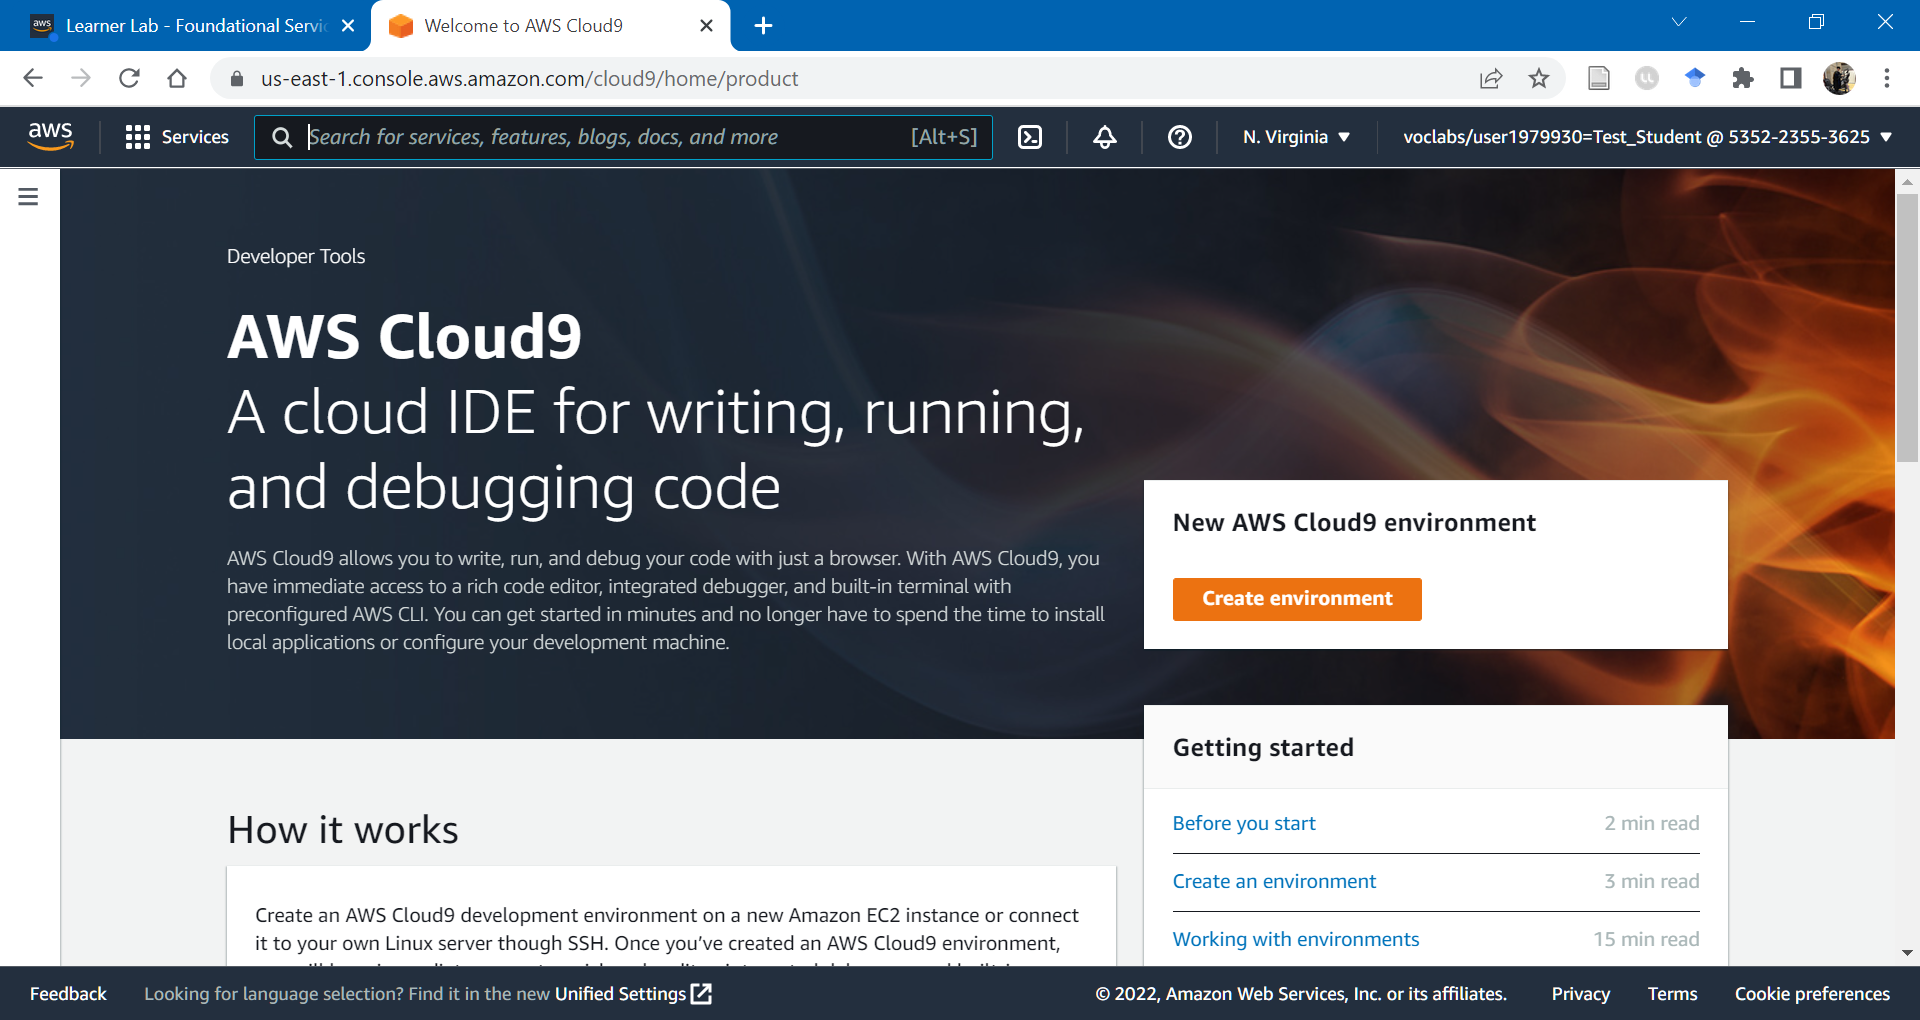 aws Learner Lab - Foundational Servi
Welcome to AWS Cloud9
us-east-1.console.aws.amazon.com/cloud9/home/product
aws Services Search for services, features, blogs, docs, and more [Alt+S] N. Virginia voclabs/user1979930=Test_Student @ 5352-2355-3625
Developer Tools
AWS Cloud9
A cloud IDE for writing, running,
and debugging code
AWS Cloud9 allows you to write, run, and debug your code with just a browser. With AWS Cloud9, you
have immediate access to a rich code editor, integrated debugger, and built-in terminal with
preconfigured AWS CLI. You can get started in minutes and no longer have to spend the time to install
local applications or configure your development machine.
New AWS Cloud9 environment
Create environment
Getting started
Before you start 2 min read
Create an environment 3 min read
Working with environments 15 min read
How it works
Create an AWS Cloud9 development environment on a new Amazon EC2 instance or connect
it to your own Linux server though SSH. Once you've created an AWS Cloud9 environment,
Feedback Looking for language selection? Find it in the new Unified Settings © 2022, Amazon Web Services, Inc. or its affiliates. Privacy Terms Cookie preferences